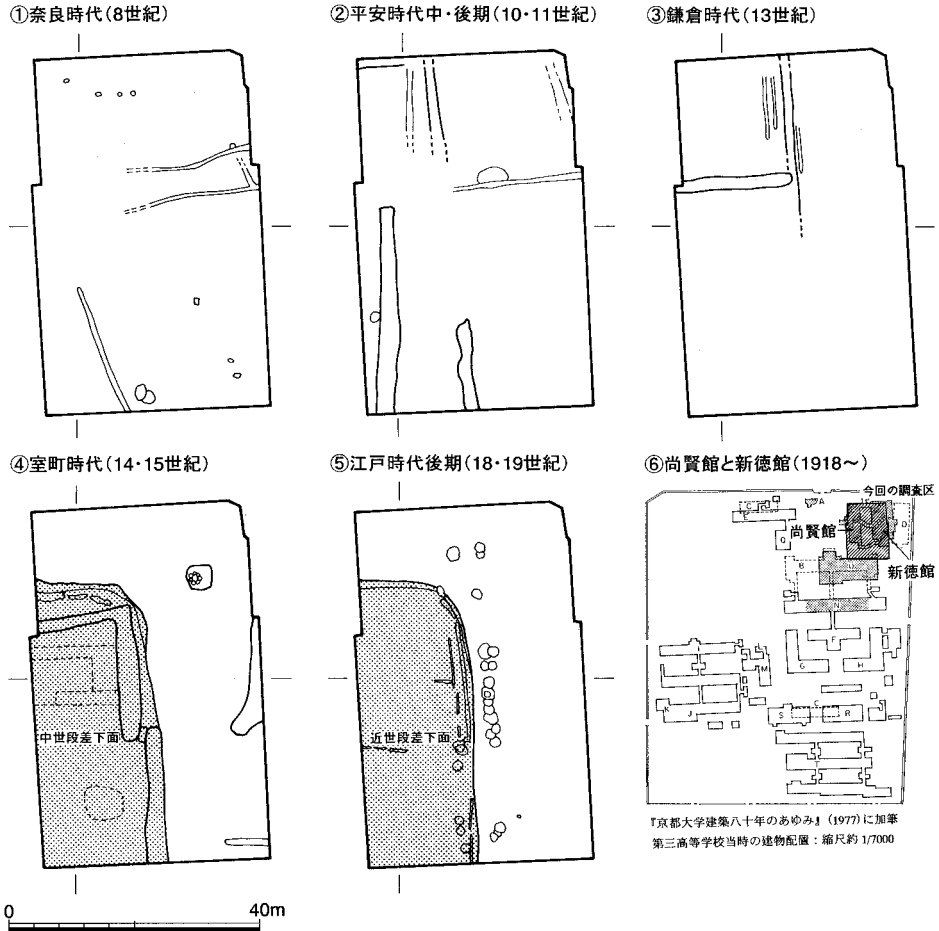 ①奈良時代(8世紀)
②平安時代中・後期(10・11世紀)
③鎌倉時代(13世紀)
④室町時代(14・15世紀)
中世段差下面
⑤江戸時代後期(18・19世紀)
近世段差下面
⑥尚賢館と新徳館(1918〜)
今回の調査区
A
D
尚賢館
新徳館
B
N
F
G
H
M
K
J
S
R
『京都大学建築八十年のあゆみ』(1977)に加筆
第三高等学校当時の建物配置:縮尺約1/7000
0
40m